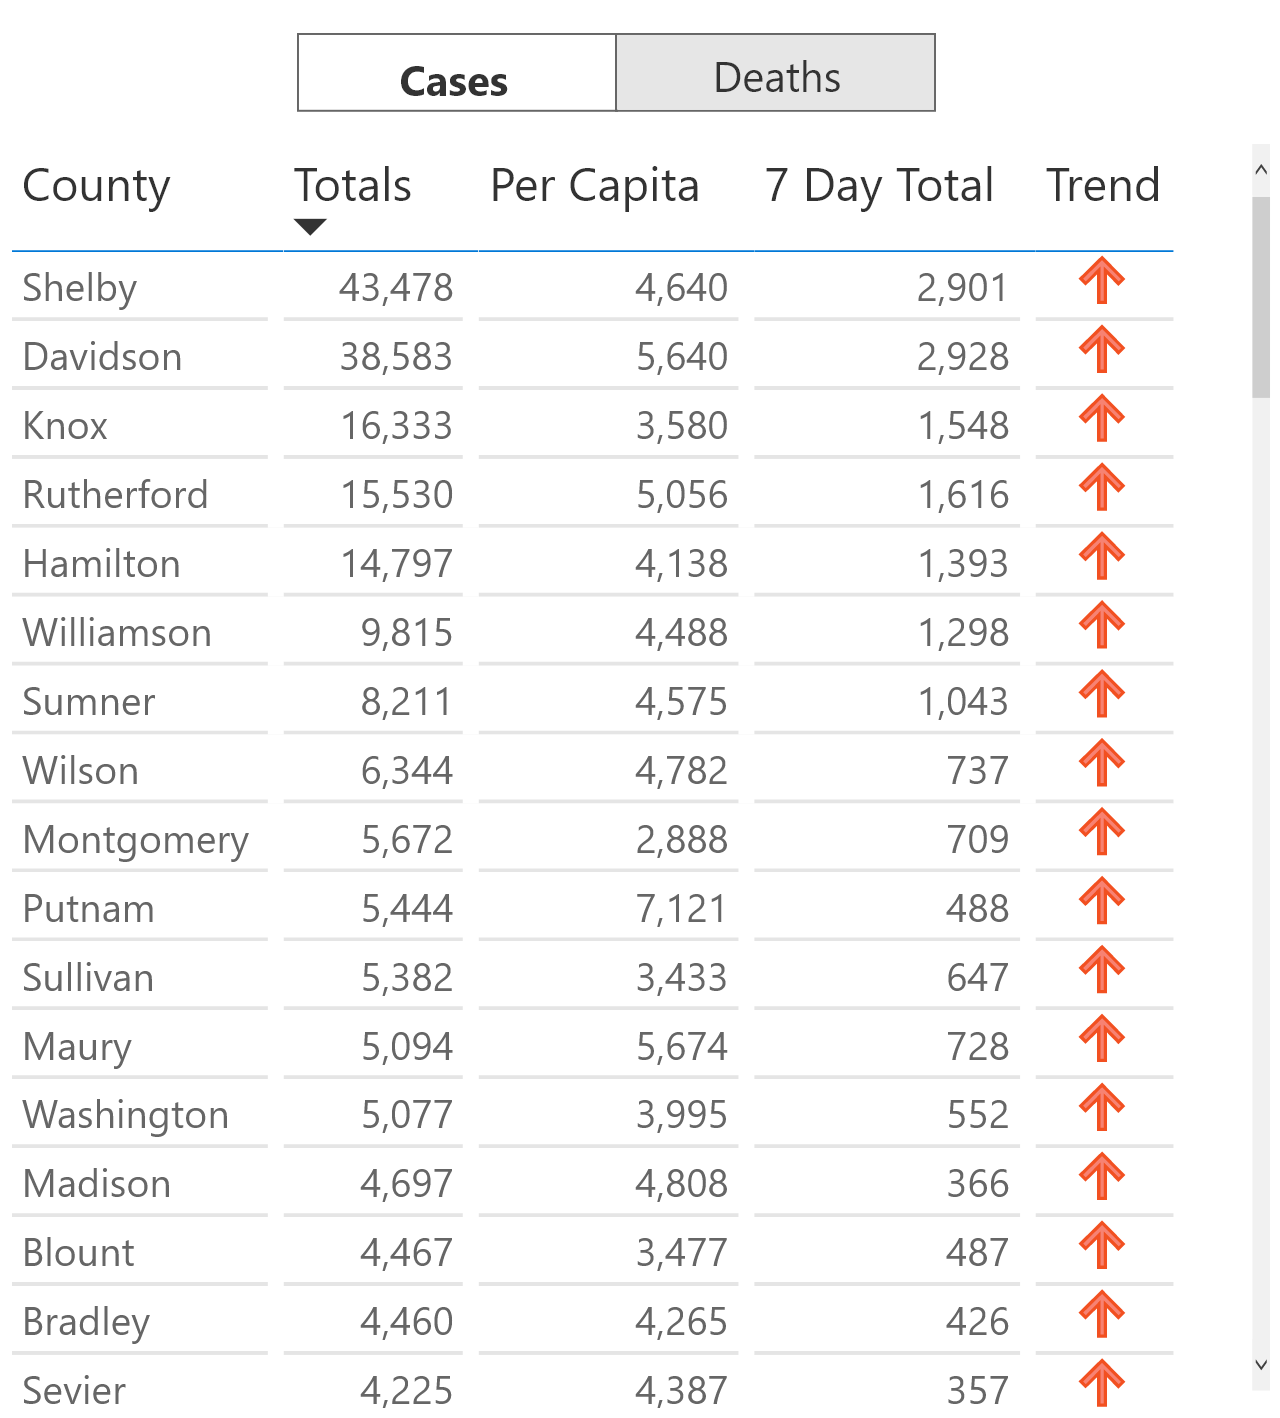 Cases Deaths
County Totals Per Capita 7 Day Total Trend
Shelby 43,478 4,640 2,901
Davidson 38,583 5,640 2,928
Knox 16,333 3,580 1,548
Rutherford 15,530 5,056 1,616
Hamilton 14,797 4,138 1,393
Williamson 9,815 4,488 1,298
Sumner 8,211 4,575 1,043
Wilson 6,344 4,782 737
Montgomery 5,672 2,888 709
Putnam 5,444 7,121 488
Sullivan 5,382 3,433 647
Maury 5,094 5,674 728
Washington 5,077 3,995 552
Madison 4,697 4,808 366
Blount 4,467 3,477 487
Bradley 4,460 4,265 426
Sevier 4,225 4,387 357